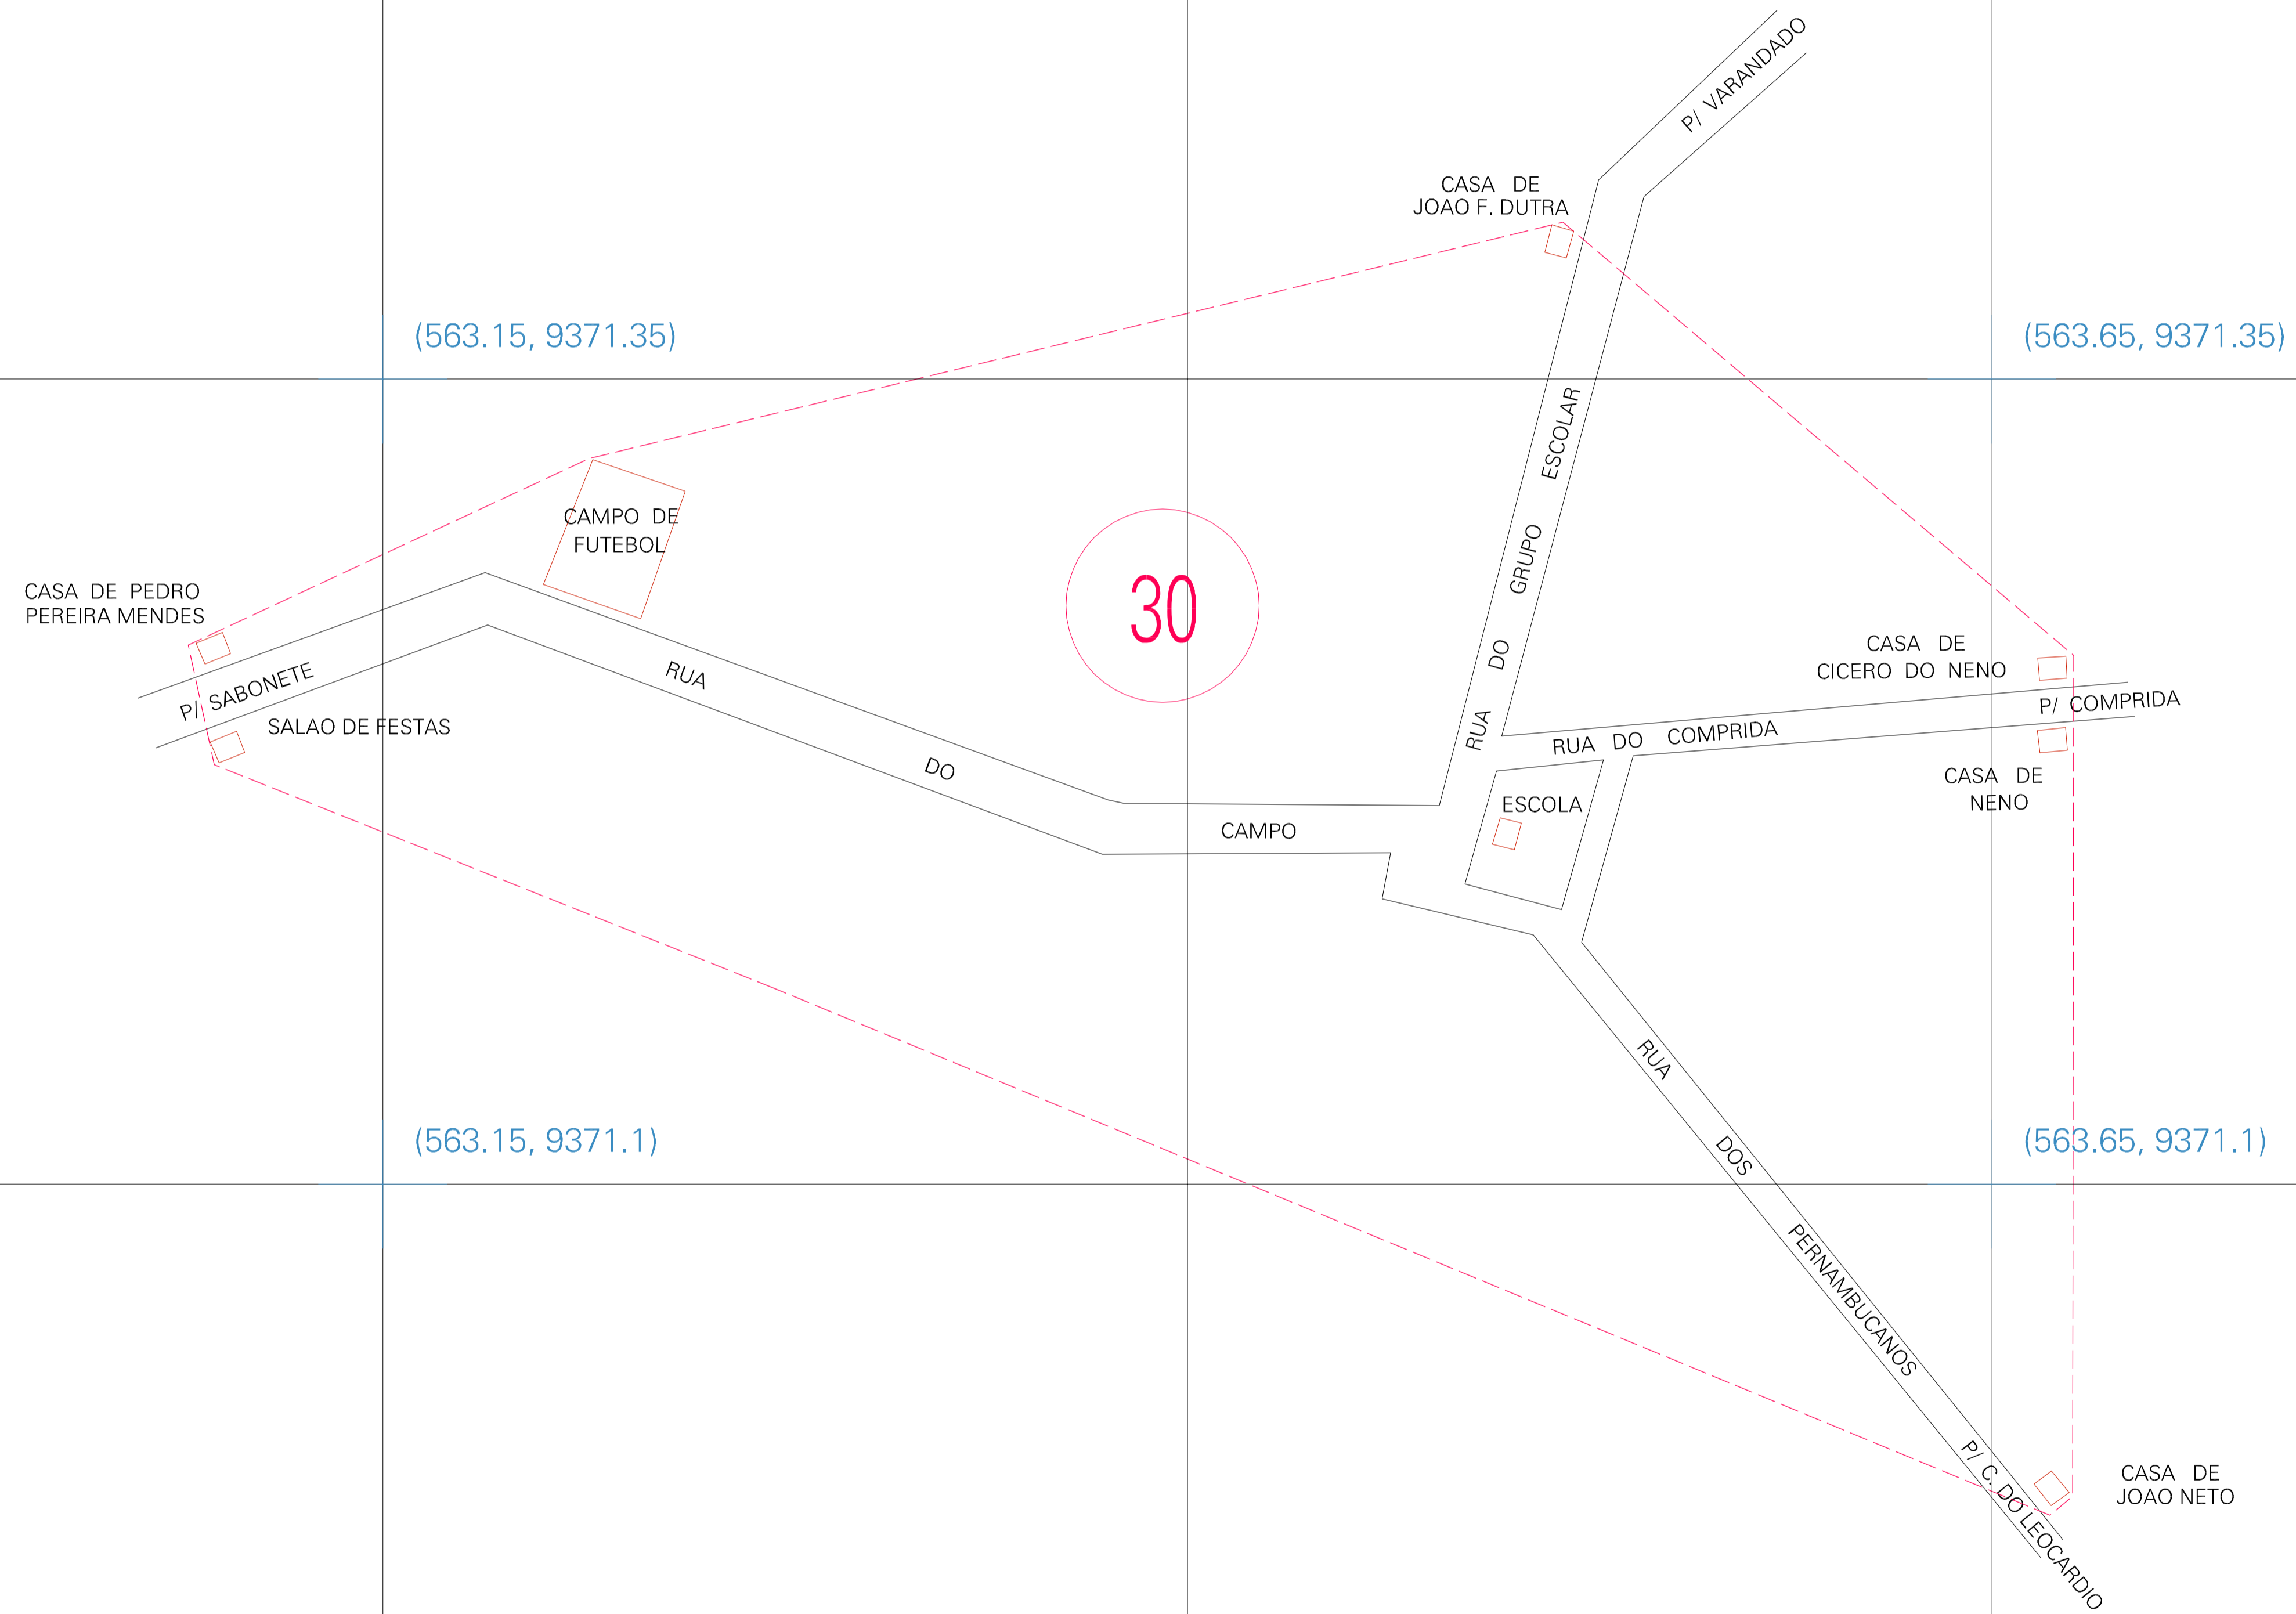 P/ VARANDADO
CASA DE
JOAO F. DUTRA
(563.15, 9371.35)
(563.65, 9371.35)
RUA DO GRUPO ESCOLAR
CAMPO DE
FUTEBOL
30
CASA DE PEDRO
PEREIRA MENDES
P/ SABONETE
SALAO DE FESTAS
RUA DO CAMPO
CASA DE
CICERO DO NENO
P/ COMPRIDA
RUA DO COMPRIDA
CASA DE
NENO
ESCOLA
(563.15, 9371.1)
(563.65, 9371.1)
RUA DOS PERNAMBUCANOS
P/ C. DO LEOCARDIO
CASA DE
JOAO NETO